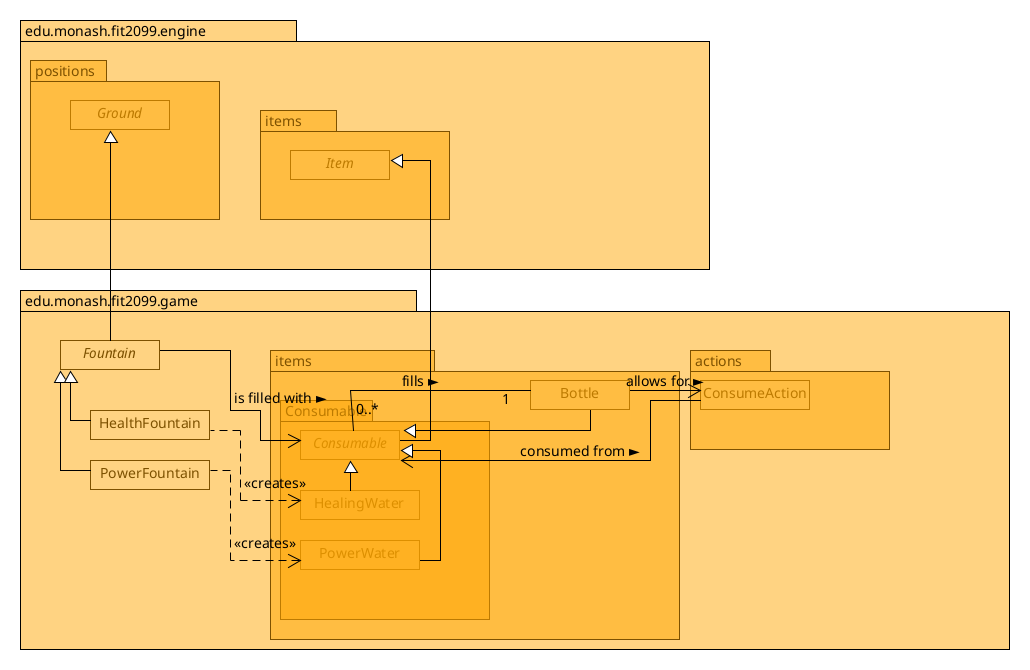 edu.monash.fit2099.engine
positions
Ground
items
Item
edu.monash.fit2099.game
Fountain
items
actions
fills ►
allows for ►
is filled with ►
Bottle
ConsumeAction
1
0..*
HealthFountain
Consumable
consumed from ►
PowerFountain
«creates»
HealingWater
«creates»
PowerWater